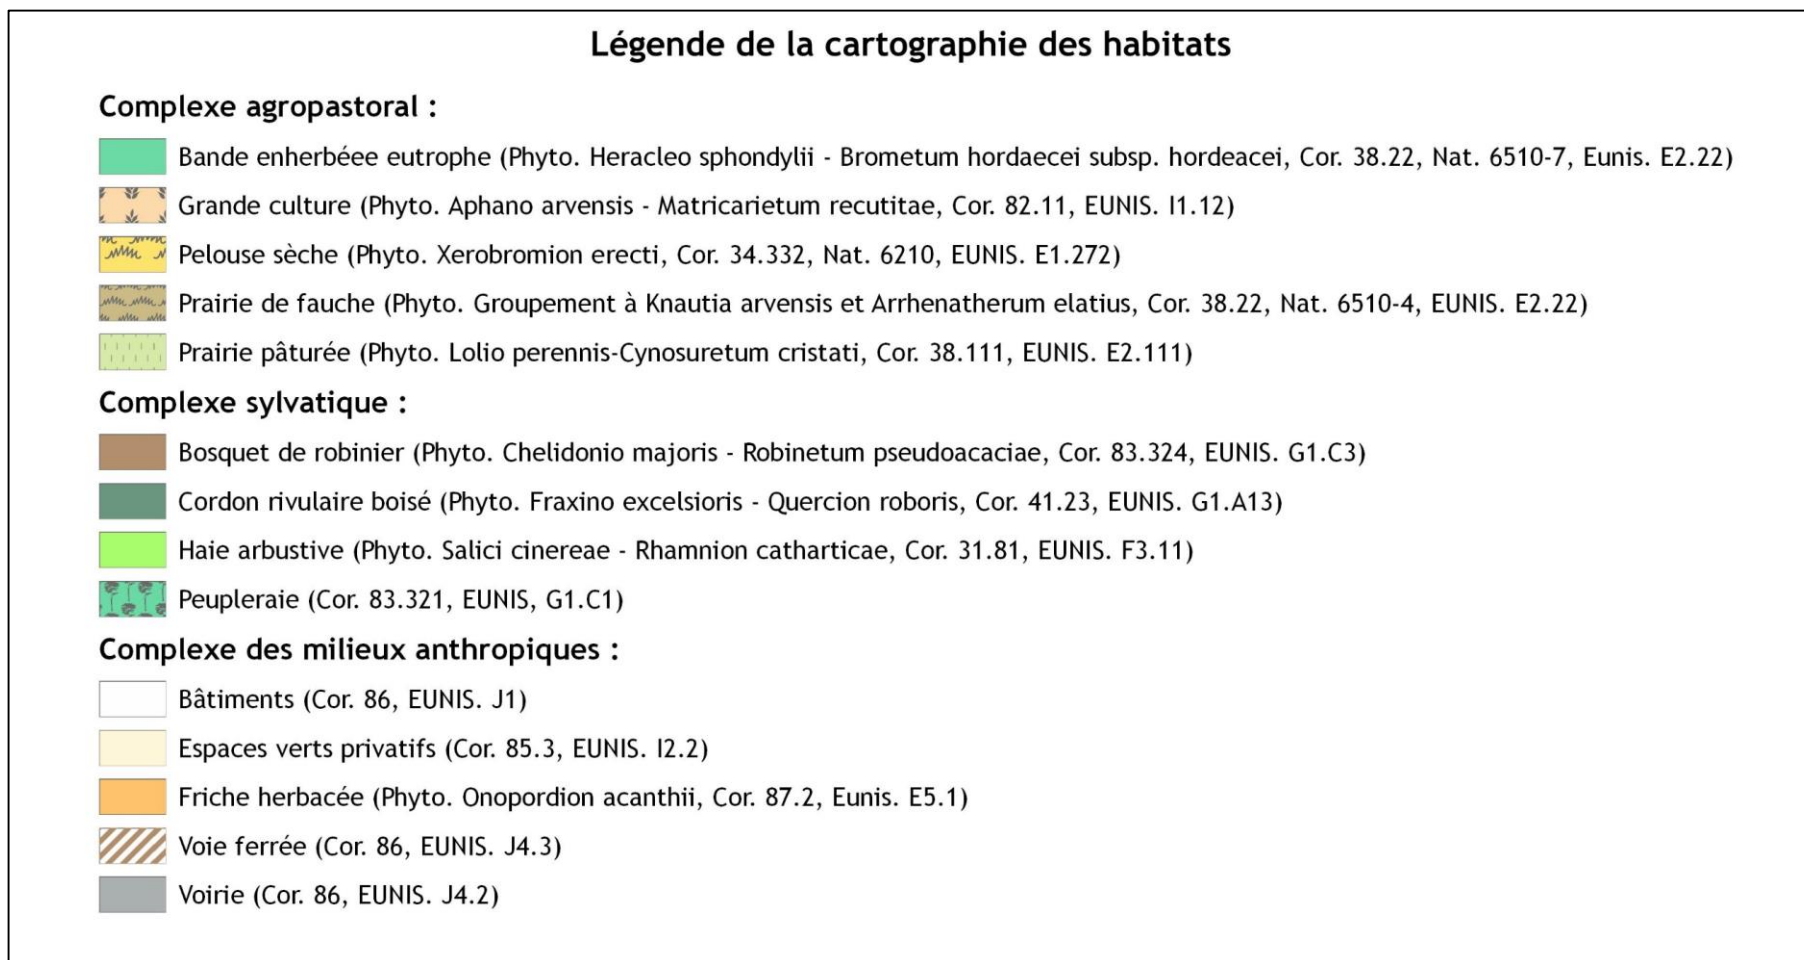 Légende de la cartographie des habitats
Complexe agropastoral :
Bande enherbéee eutrophe (Phyto. Heracleo sphondylii - Brometum hordaecei subsp. hordeacei, Cor. 38.22, Nat. 6510-7, Eunis. E2.22)
Grande culture (Phyto. Aphano arvensis - Matricarietum recutitae, Cor. 82.11, EUNIS. I1.12)
Pelouse sèche (Phyto. Xerobromion erecti, Cor. 34.332, Nat. 6210, EUNIS. E1.272)
Prairie de fauche (Phyto. Groupement à Knautia arvensis et Arrhenatherum elatius, Cor. 38.22, Nat. 6510-4, EUNIS. E2.22)
Prairie pâturée (Phyto. Lolio perennis-Cynosuretum cristati, Cor. 38.111, EUNIS. E2.111)
Complexe sylvatique :
Bosquet de robinier (Phyto. Chelidonio majoris - Robinetum pseudoacaciae, Cor. 83.324, EUNIS. G1.C3)
Cordon rivulaire boisé (Phyto. Fraxino excelsioris - Quercion roboris, Cor. 41.23, EUNIS. G1.A13)
Haie arbustive (Phyto. Salici cinereae - Rhamnion catharticae, Cor. 31.81, EUNIS. F3.11)
Peupleraie (Cor. 83.321, EUNIS, G1.C1)
Complexe des milieux anthropiques :
Bâtiments (Cor. 86, EUNIS. J1)
Espaces verts privatifs (Cor. 85.3, EUNIS. I2.2)
Friche herbacée (Phyto. Onopordion acanthii, Cor. 87.2, Eunis. E5.1)
Voie ferrée (Cor. 86, EUNIS. J4.3)
Voirie (Cor. 86, EUNIS. J4.2)